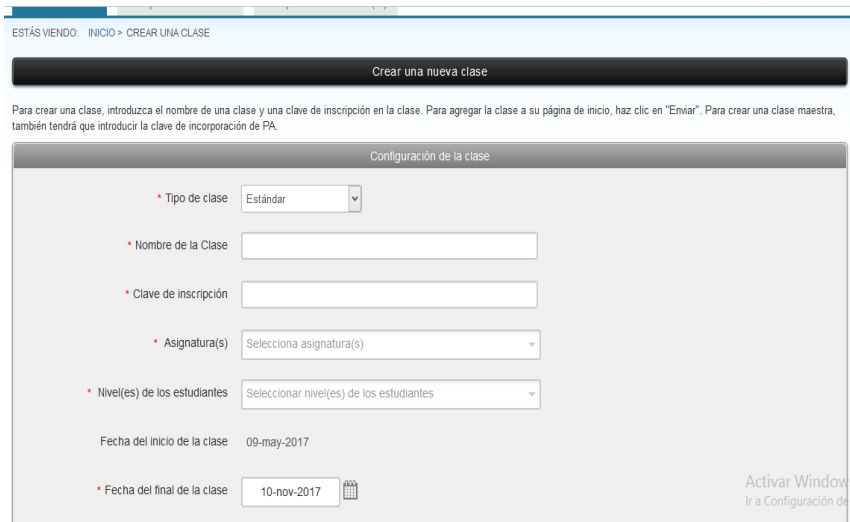 ESTÁS VIENDO: INICIO > CREAR UNA CLASE
Crear una nueva clase
Para crear una clase, introduzca el nombre de una clase y una clave de inscripción en la clase. Para agregar la clase a su página de inicio, haz clic en "Enviar". Para crear una clase maestra,
también tendrá que introducir la clave de incorporación de PA.
Configuración de la clase
* Tipo de clase Estándar
* Nombre de la Clase
* Clave de inscripción
* Asignatura(s) Selecciona asignatura(s)
* Nivel(es) de los estudiantes Seleccionar nivel(es) de los estudiantes
Fecha del inicio de la clase 09-may-2017
* Fecha del final de la clase 10-nov-2017
Activar Window
Ir a Configuración de